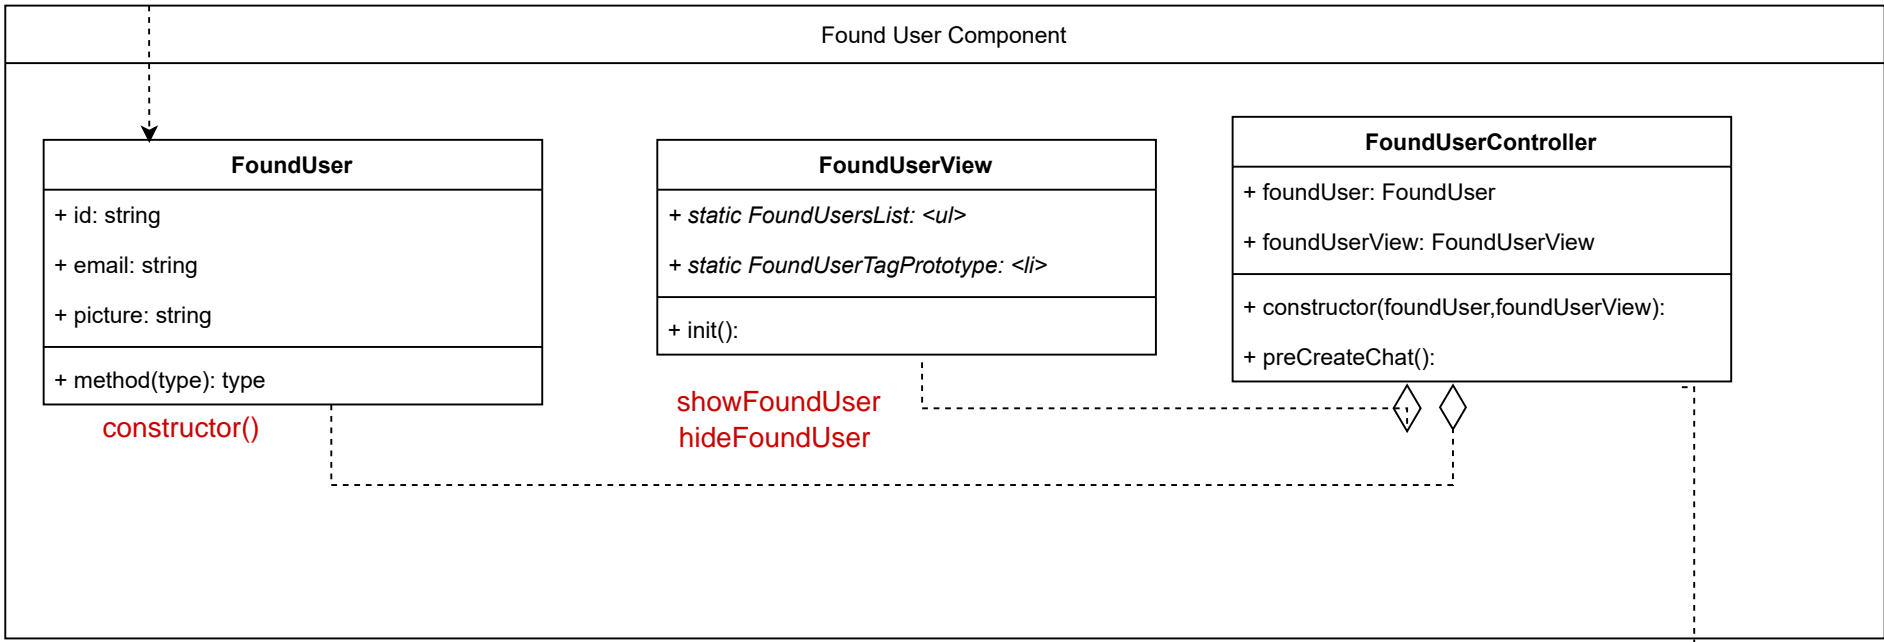 Found User Component
FoundUser
+ id: string
+ email: string
+ picture: string
+ method(type): type
constructor()
FoundUserView
+ static FoundUsersList: <ul>
+ static FoundUserTagPrototype: <li>
+ init():
showFoundUser
hideFoundUser
FoundUserController
+ foundUser: FoundUser
+ foundUserView: FoundUserView
+ constructor(foundUser,foundUserView):
+ preCreateChat():